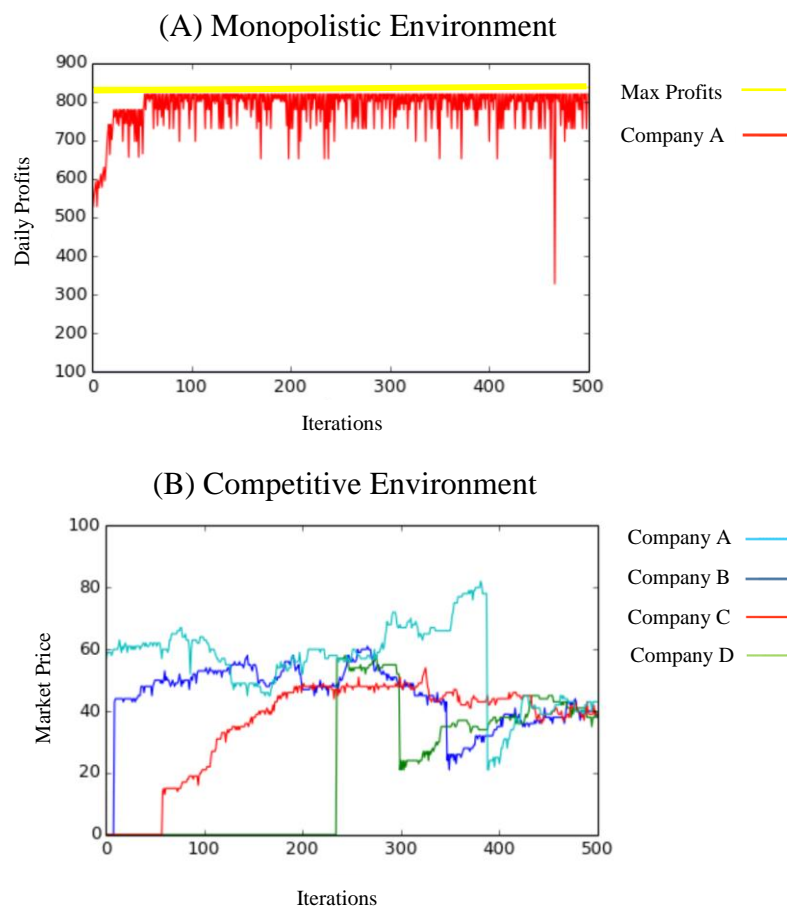 (A) Monopolistic Environment
900
800
700
600
500
400
300
200
100
0
100
200
300
400
500
Daily Profits
Iterations
Max Profits
Company A
(B) Competitive Environment
100
80
60
40
20
0
0
100
200
300
400
500
Market Price
Iterations
Company A
Company B
Company C
Company D